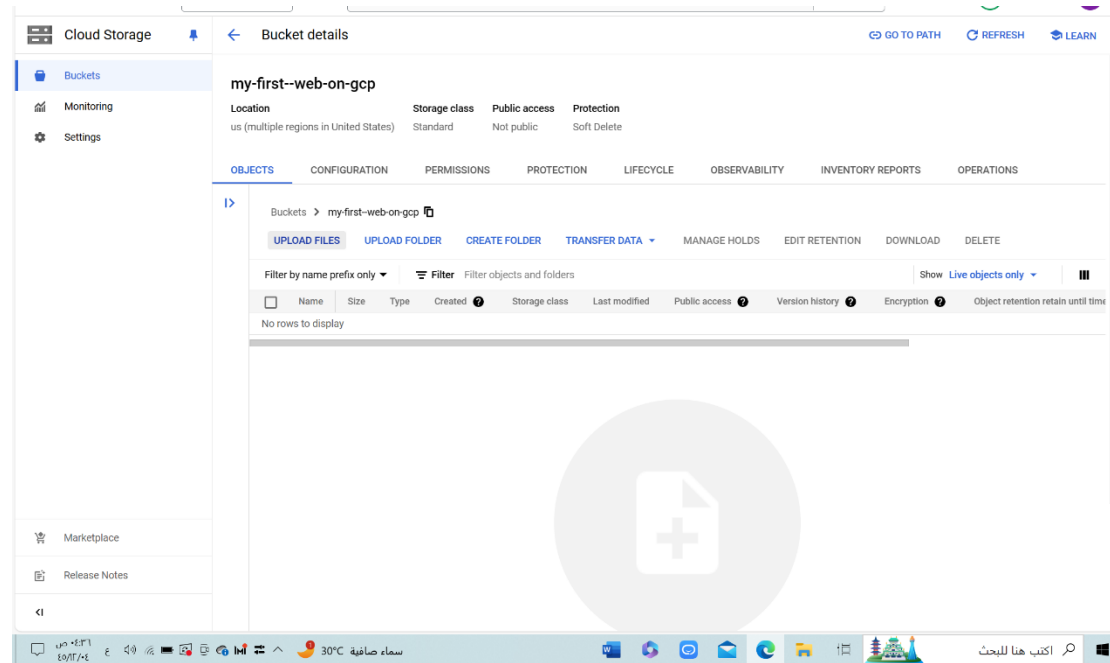 Cloud Storage
Bucket details
GO TO PATH
REFRESH
LEARN
Buckets
Monitoring
Settings
my-first--web-on-gcp
Location
Storage class
Public access
Protection
us (multiple regions in United States)
Standard
Not public
Soft Delete
OBJECTS
CONFIGURATION
PERMISSIONS
PROTECTION
LIFECYCLE
OBSERVABILITY
INVENTORY REPORTS
OPERATIONS
Buckets
my-first--web-on-gcp
UPLOAD FILES
UPLOAD FOLDER
CREATE FOLDER
TRANSFER DATA
MANAGE HOLDS
EDIT RETENTION
DOWNLOAD
DELETE
Filter by name prefix only
Filter
Filter objects and folders
Show
Live objects only
Name
Size
Type
Created
Storage class
Last modified
Public access
Version history
Encryption
Object retention retain until time
No rows to display
Marketplace
Release Notes
٠٤:٣٦ ص
٤٥/١٢/٠٤
ع
30°C سماء صافية
اكتب هنا للبحث